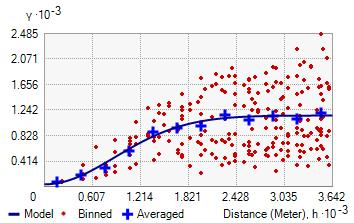 γ · 10⁻³
2.485
2.071
1.656
1.242
0.828
0.414
0 0.607 1.214 1.821 2.428 3.035 3.642
Distance (Meter), h · 10⁻³
Model Binned Averaged